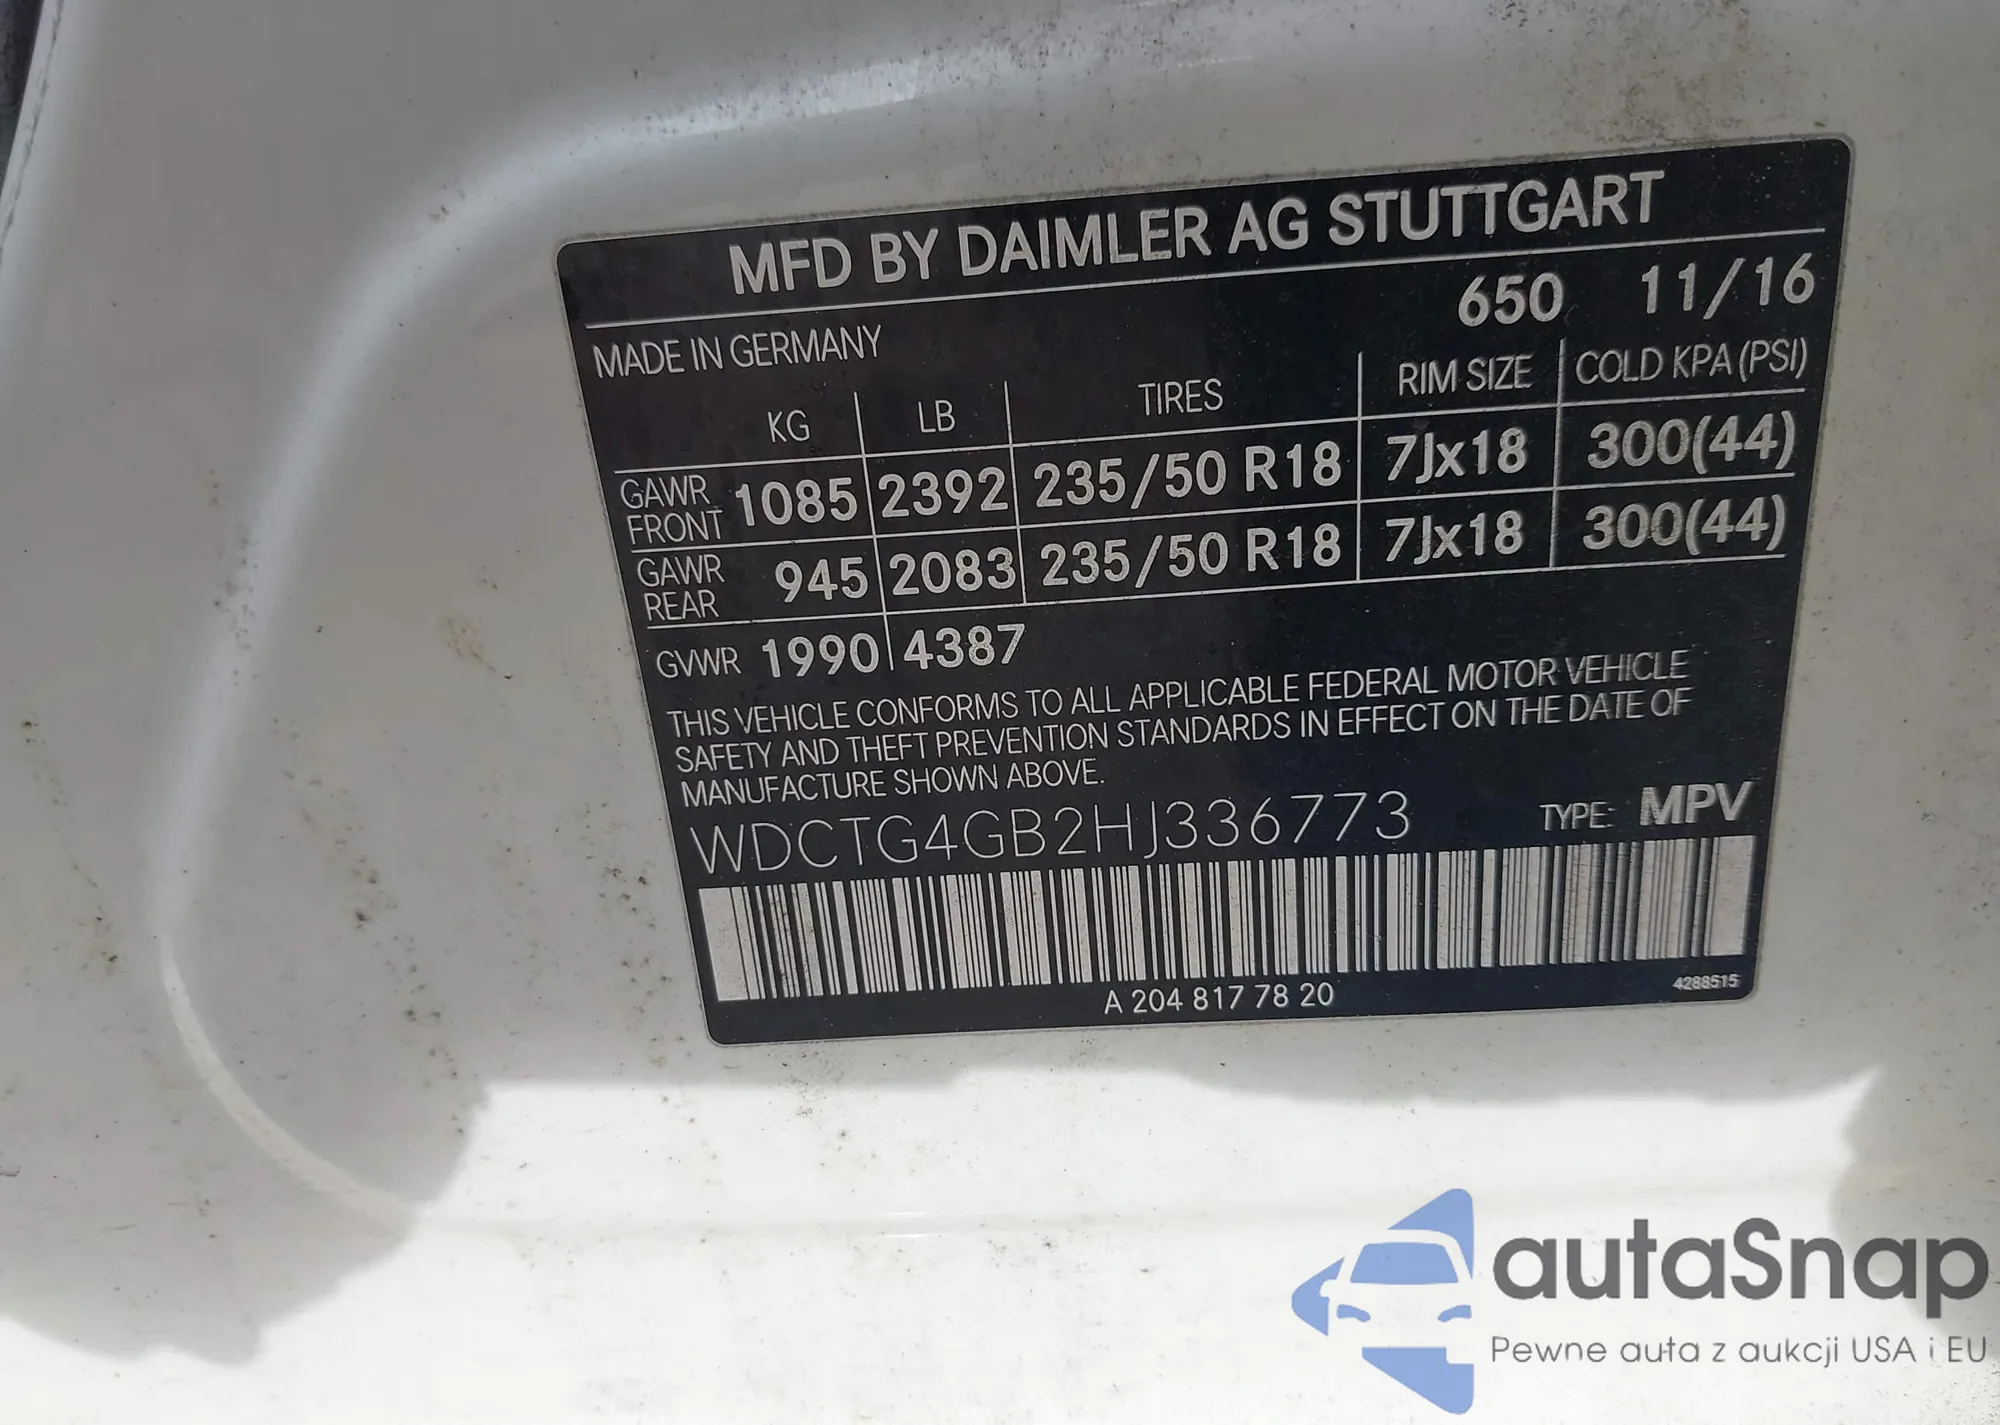 MFD BY DAIMLER AG STUTTGART
650 11/16
MADE IN GERMANY
KG LB TIRES RIM SIZE COLD KPA (PSI)
GAWR FRONT 1085 2392 235/50 R18 7Jx18 300(44)
GAWR REAR 945 2083 235/50 R18 7Jx18 300(44)
GVWR 1990 4387
THIS VEHICLE CONFORMS TO ALL APPLICABLE FEDERAL MOTOR VEHICLE
SAFETY AND THEFT PREVENTION STANDARDS IN EFFECT ON THE DATE OF
MANUFACTURE SHOWN ABOVE.
WDCTG4GB2HJ336773 TYPE: MPV
A 204 817 78 20
4288515
autaSnap
Pewne auta z aukcji USA i EU